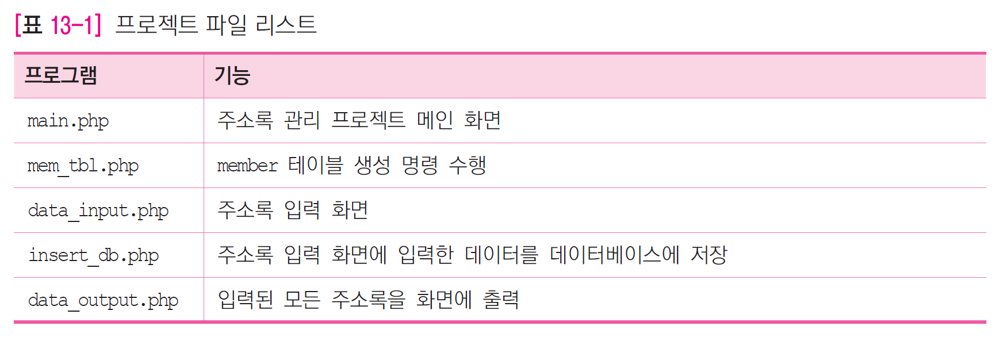 [표 13-1] 프로젝트 파일 리스트
프로그램 기능
main.php 주소록 관리 프로젝트 메인 화면
mem_tbl.php member 테이블 생성 명령 수행
data_input.php 주소록 입력 화면
insert_db.php 주소록 입력 화면에 입력한 데이터를 데이터베이스에 저장
data_output.php 입력된 모든 주소록을 화면에 출력